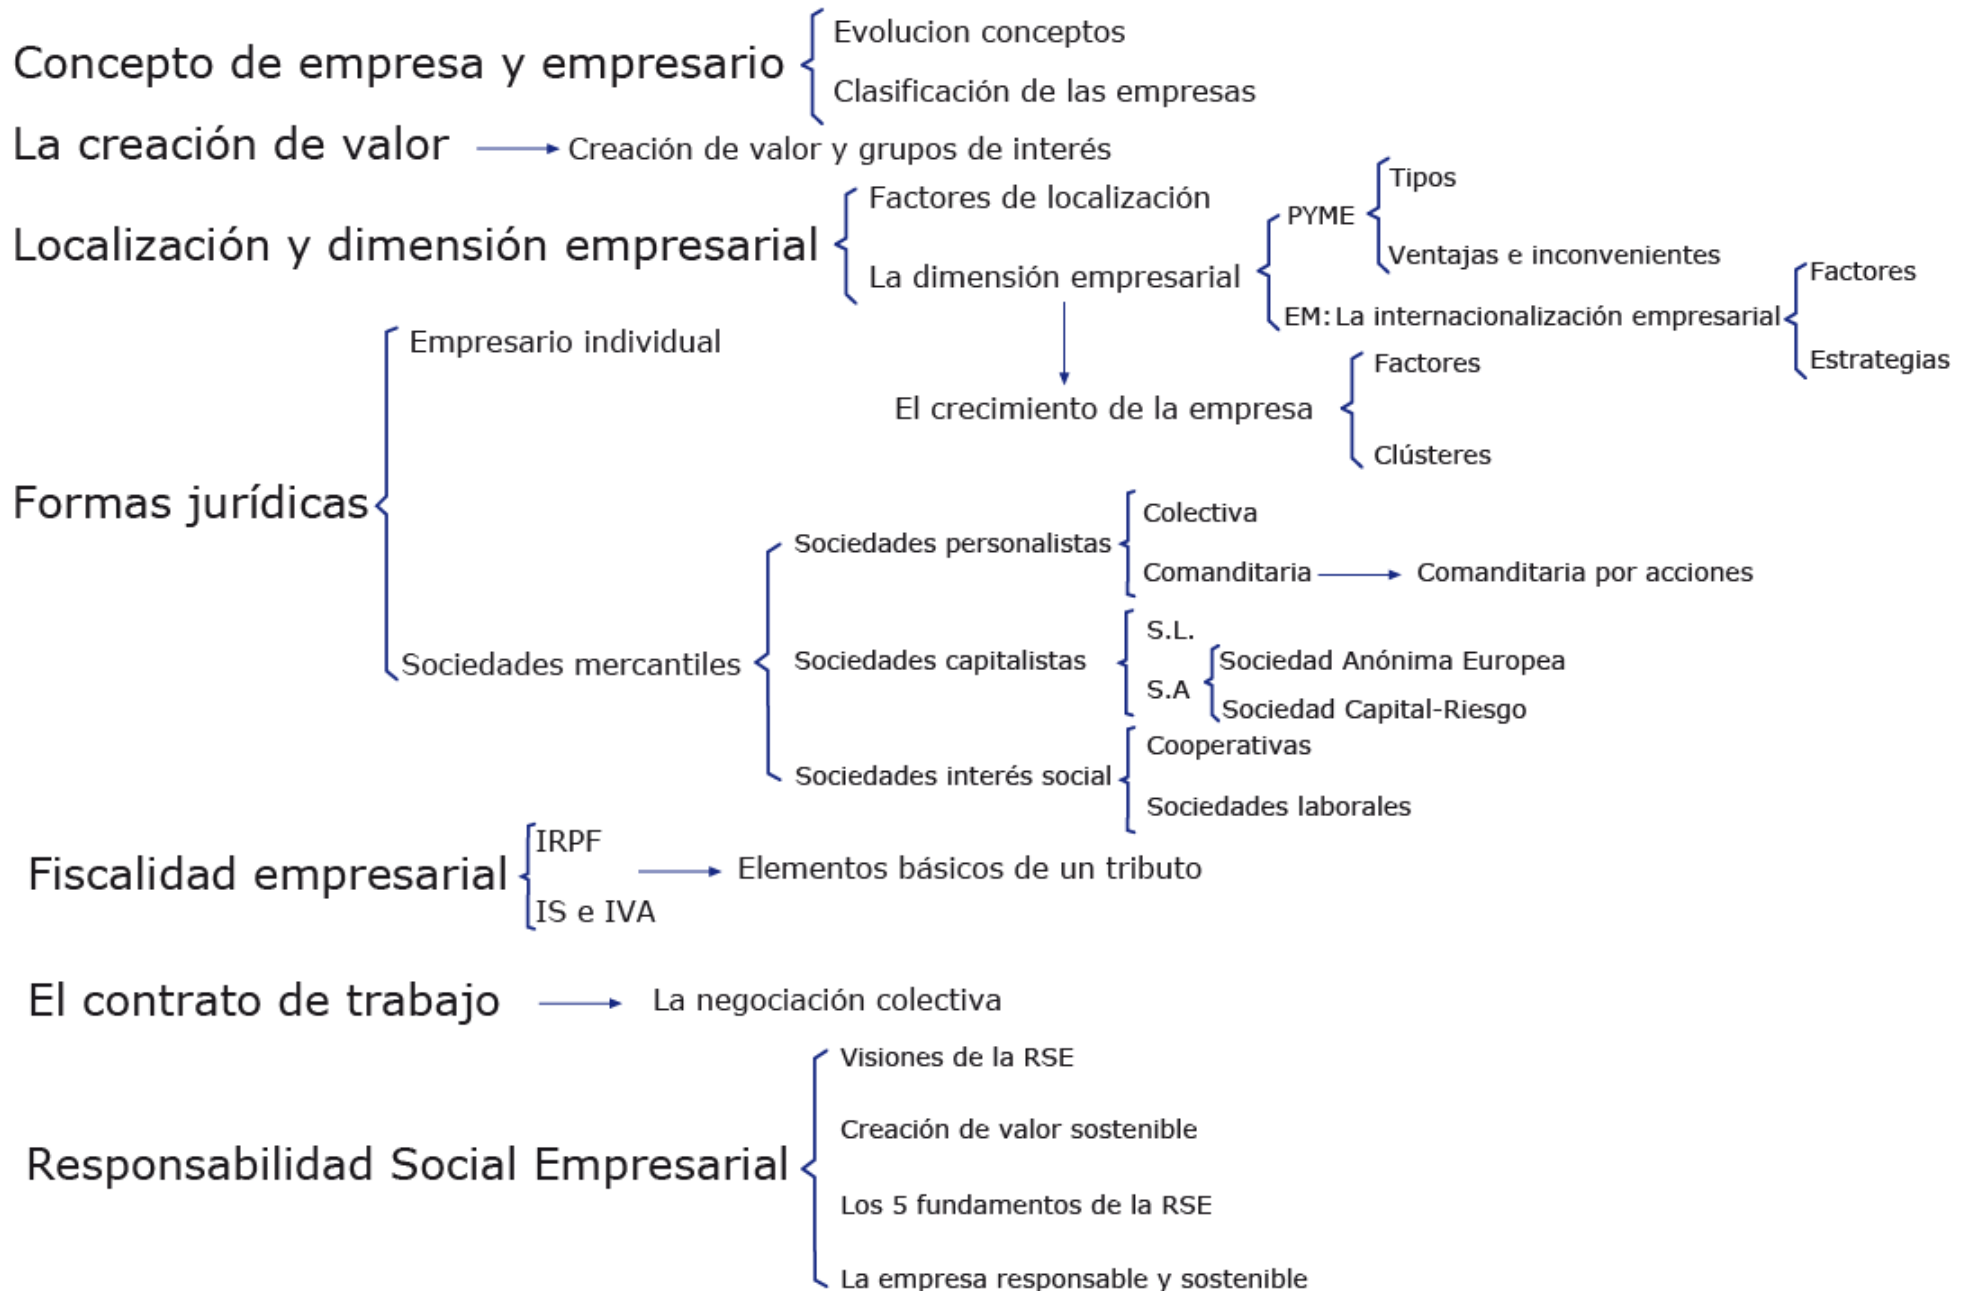 Concepto de empresa y empresario
Evolucion conceptos
Clasificación de las empresas
La creación de valor
Creación de valor y grupos de interés
Localización y dimensión empresarial
Factores de localización
La dimensión empresarial
PYME
Tipos
Ventajas e inconvenientes
EM: La internacionalización empresarial
Factores
Estrategias
El crecimiento de la empresa
Factores
Clústeres
Formas jurídicas
Empresario individual
Sociedades mercantiles
Sociedades personalistas
Colectiva
Comanditaria
Comanditaria por acciones
Sociedades capitalistas
S.L.
S.A
Sociedad Anónima Europea
Sociedad Capital-Riesgo
Sociedades interés social
Cooperativas
Sociedades laborales
Fiscalidad empresarial
IRPF
IS e IVA
Elementos básicos de un tributo
El contrato de trabajo
La negociación colectiva
Responsabilidad Social Empresarial
Visiones de la RSE
Creación de valor sostenible
Los 5 fundamentos de la RSE
La empresa responsable y sostenible